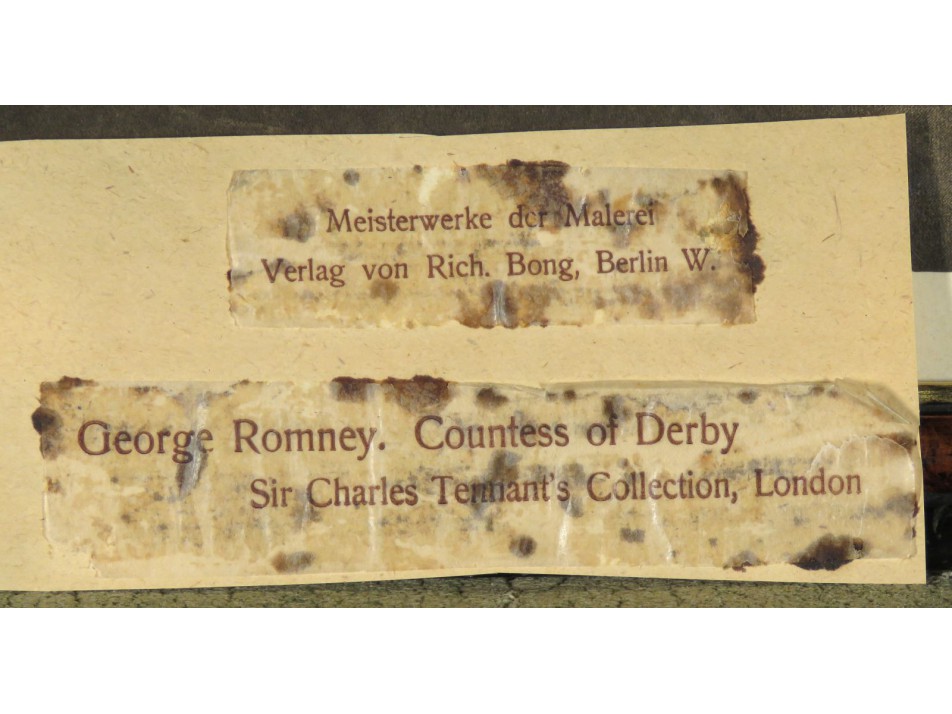 Meisterwerke der Malerei
Verlag von Rich. Bong, Berlin W.
George Romney. Countess of Derby
Sir Charles Tennant's Collection, London